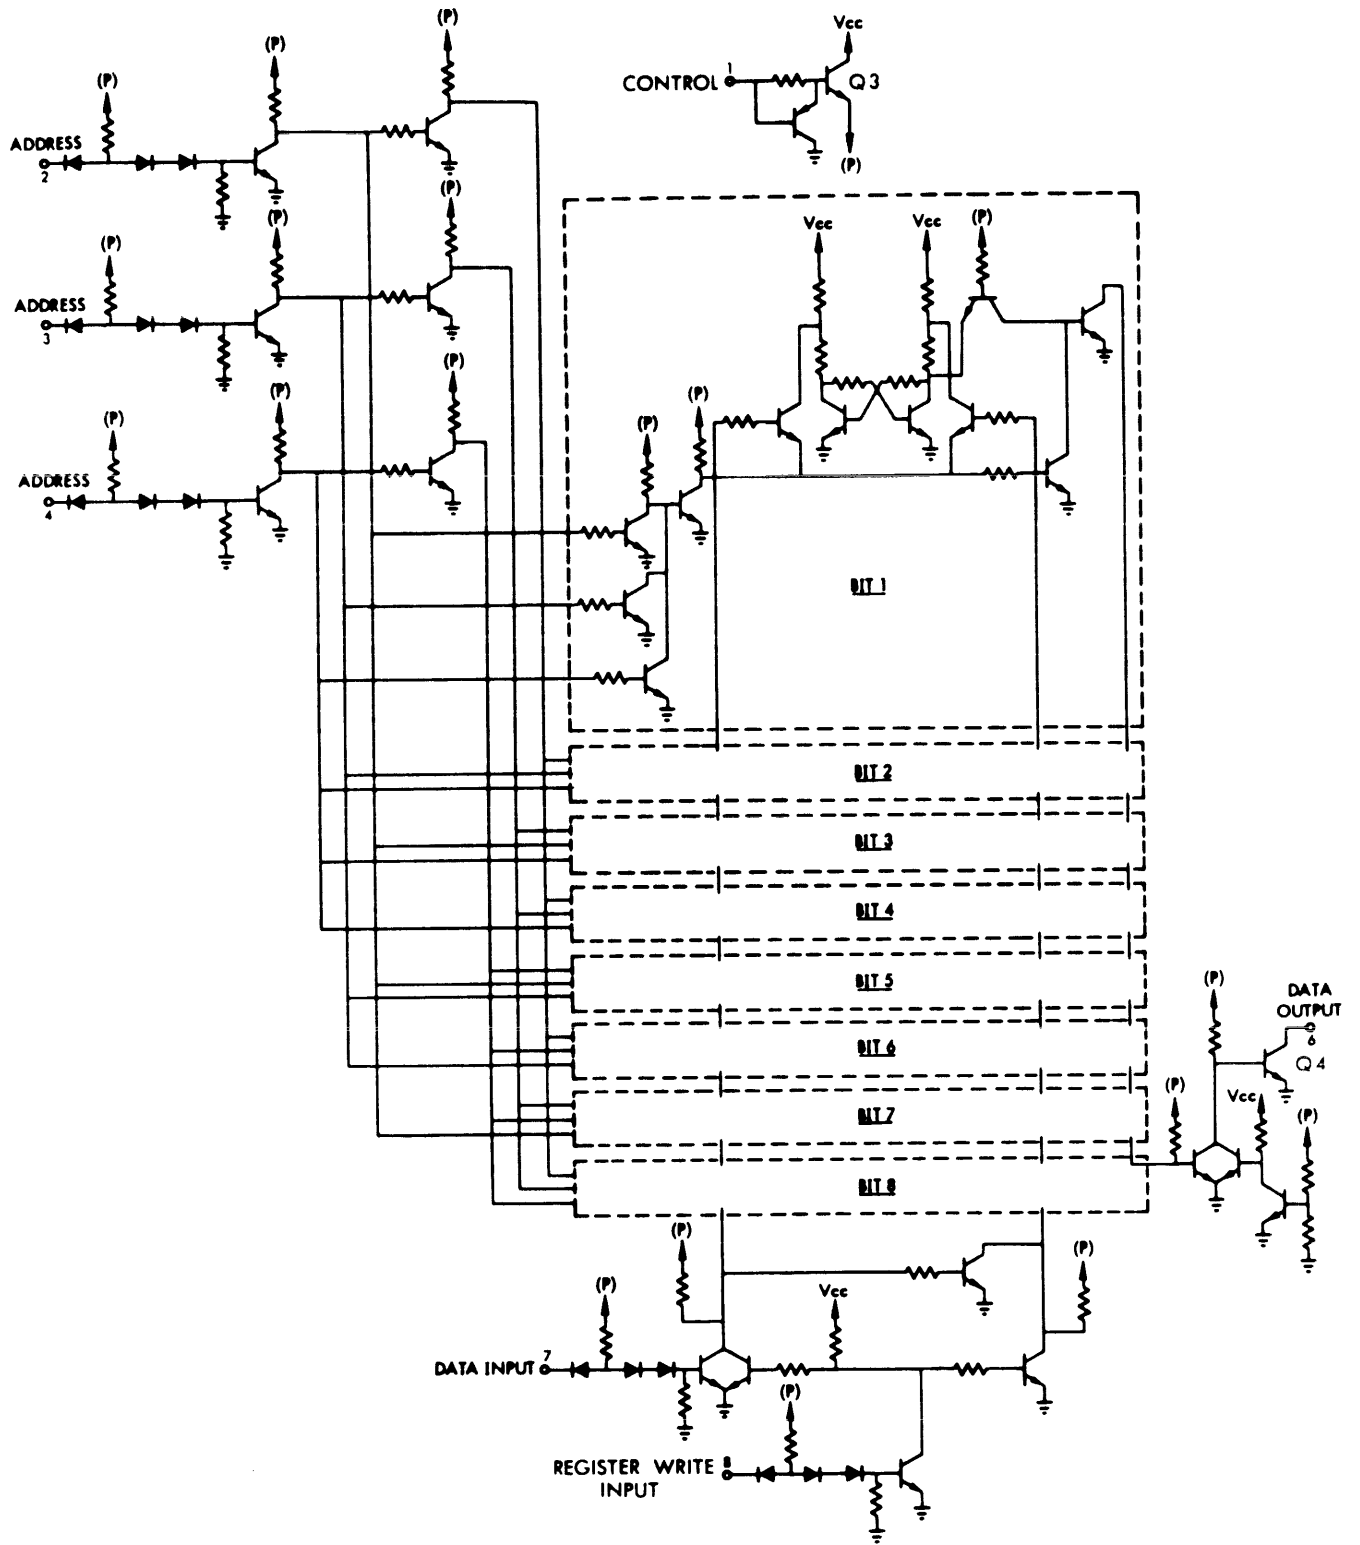 (P)
(P)
(P)
ADDRESS
2
Vcc
1
CONTROL
Q3
(P)
(P)
(P)
(P)
ADDRESS
3
Vcc
Vcc
(P)
(P)
(P)
(P)
ADDRESS
4
(P)
(P)
BIT 1
BIT 2
BIT 3
BIT 4
BIT 5
BIT 6
BIT 7
BIT 8
(P)
DATA
OUTPUT
6
Q4
(P)
Vcc
(P)
(P)
(P)
(P)
Vcc
DATA INPUT
7
(P)
REGISTER WRITE
INPUT
8